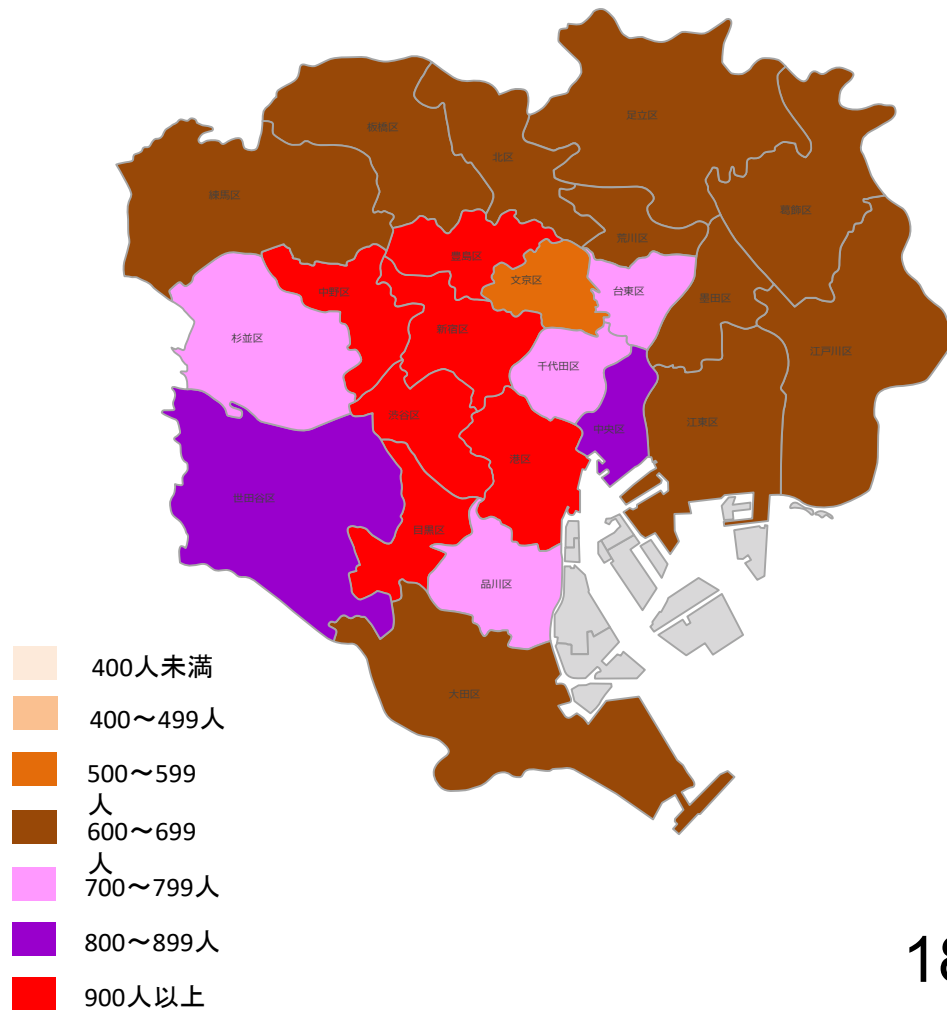 足立区
板橋区
北区
練馬区
葛飾区
荒川区
豊島区
文京区
台東区
中野区
墨田区
新宿区
杉並区
江戸川区
千代田区
渋谷区
江東区
中央区
港区
世田谷区
目黒区
品川区
大田区
400人未満
400～499人
500～599
人
600～699
人
700～799人
800～899人
900人以上
18